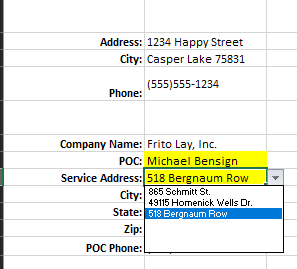 Address: 1234 Happy Street
City: Casper Lake 75831
Phone: (555)555-1234
Company Name: Frito Lay, Inc.
POC: Michael Bensign
Service Address: 518 Bergnaum Row
City:
865 Schmitt St.
49115 Homenick Wells Dr.
State:
518 Bergnaum Row
Zip:
POC Phone: